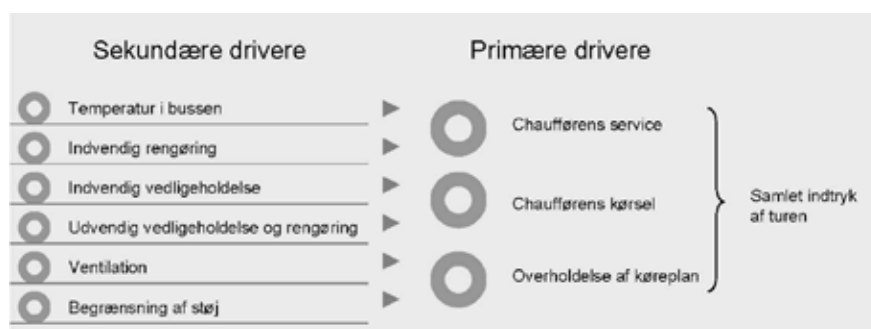 Sekundære drivere
Temperatur i bussen
Indvendig rengøring
Indvendig vedligeholdelse
Udvendig vedligeholdelse og rengøring
Ventilation
Begrænsning af støj
Primære drivere
Chaufførens service
Chaufførens kørsel
Overholdelse af køreplan
Samlet indtryk
af turen